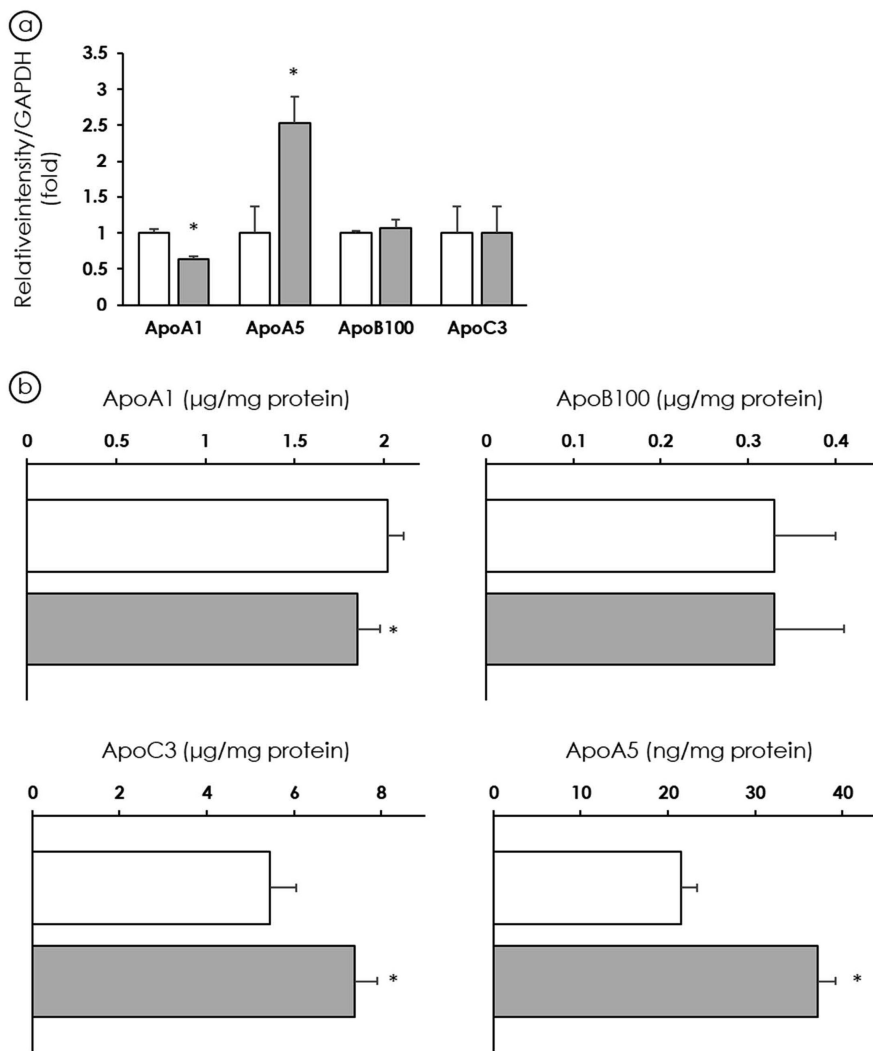 a
Relativeintensity/GAPDH
(fold)
3.5
3
2.5
2
1.5
1
0.5
0
*
*
ApoA1 ApoA5 ApoB100 ApoC3
b
ApoA1 (µg/mg protein)
0 0.5 1 1.5 2
*
ApoB100 (µg/mg protein)
0 0.1 0.2 0.3 0.4
ApoC3 (µg/mg protein)
0 2 4 6 8
*
ApoA5 (ng/mg protein)
0 10 20 30 40
*